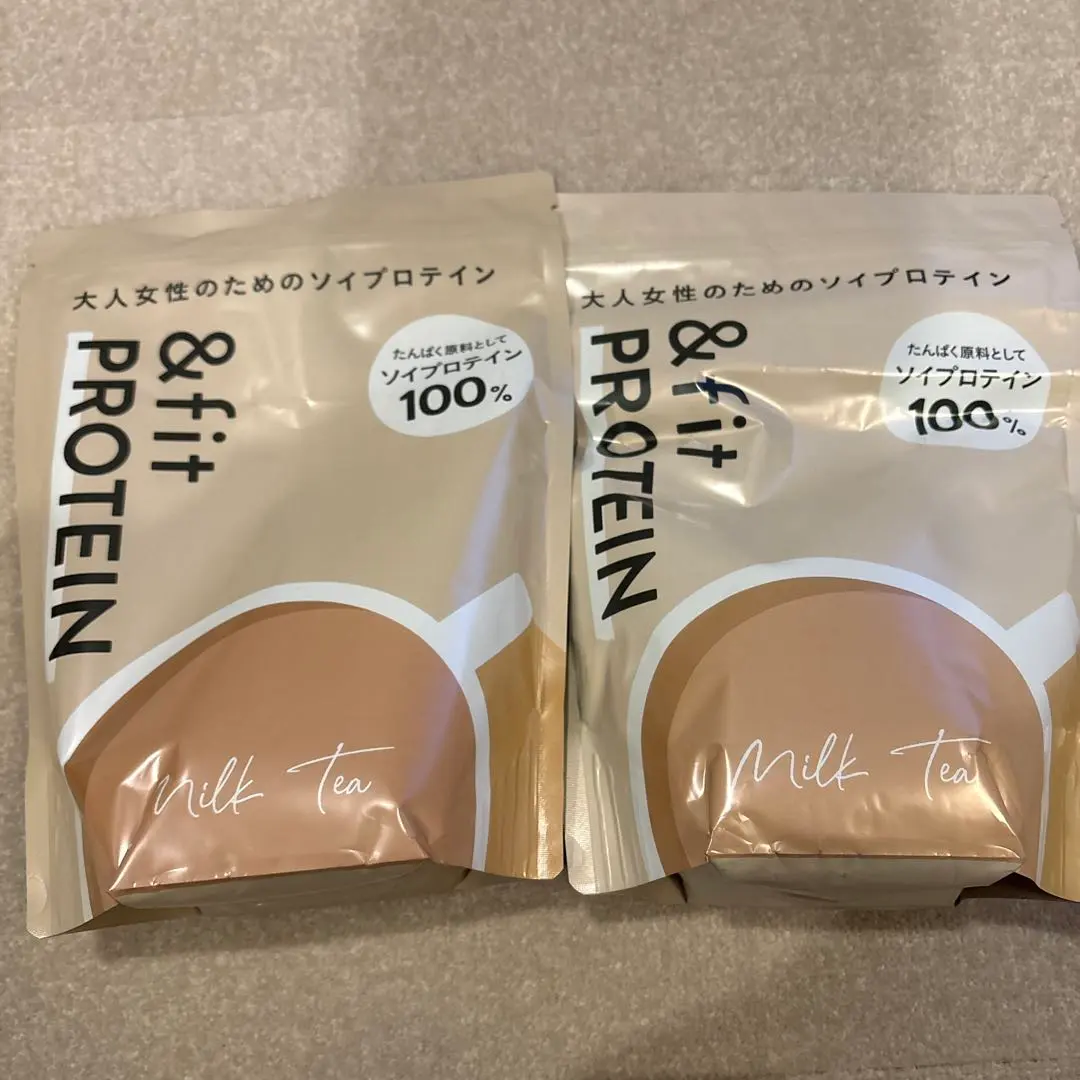 大人女性のためのソイプロテイン
&fit
PROTEIN
たんぱく原料として
ソイプロテイン
100%
Milk Tea
大人女性のためのソイプロテイン
&fit
PROTEIN
たんぱく原料として
ソイプロテイン
100%
Milk Tea